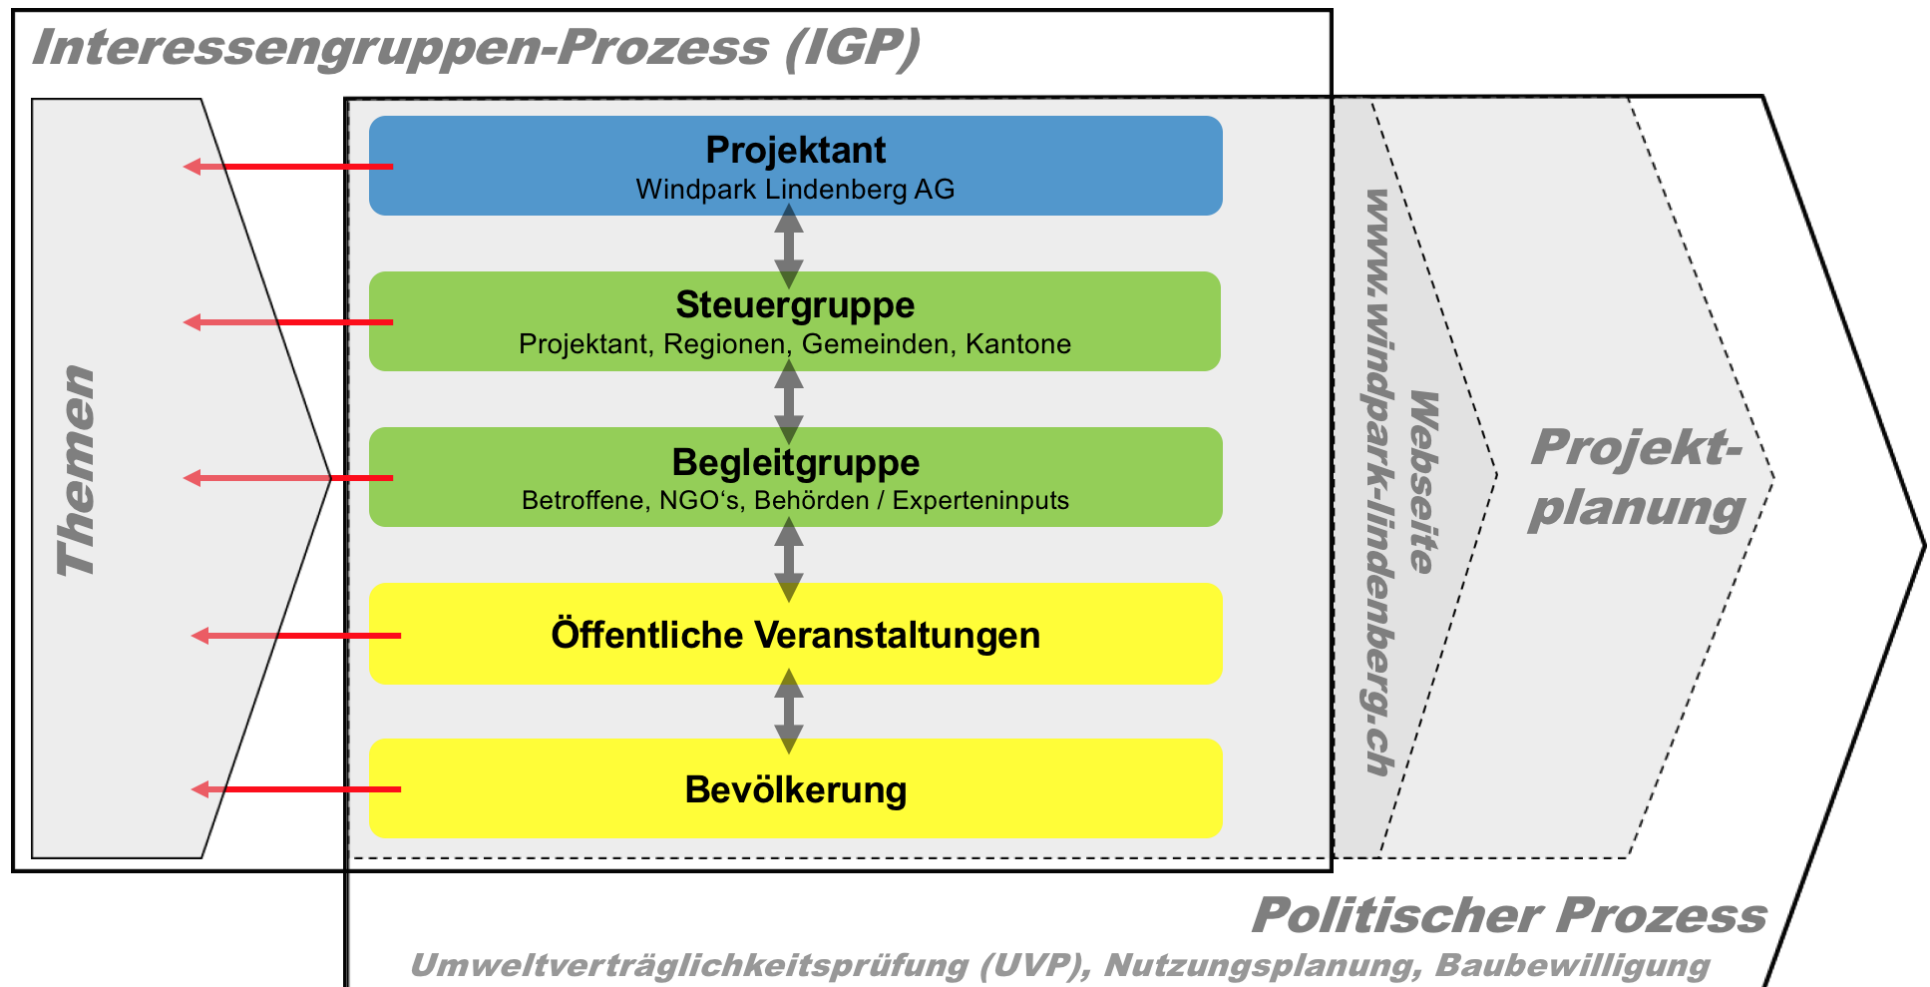 Interessengruppen-Prozess (IGP)
Themen
Projektant
Windpark Lindenberg AG
Steuergruppe
Projektant, Regionen, Gemeinden, Kantone
Begleitgruppe
Betroffene, NGO‘s, Behörden / Experteninputs
Öffentliche Veranstaltungen
Bevölkerung
Webseite
www.windpark-lindenberg.ch
Projekt-
planung
Politischer Prozess
Umweltverträglichkeitsprüfung (UVP), Nutzungsplanung, Baubewilligung